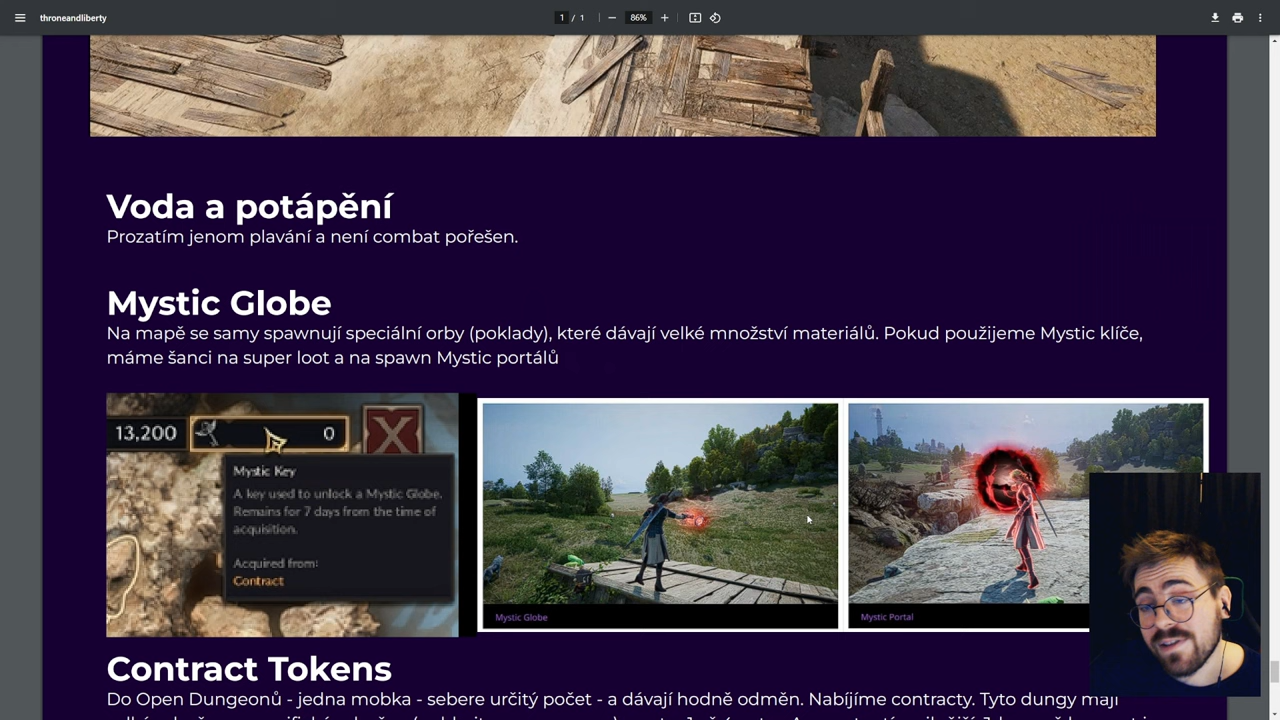 throneandliberty
1 / 1
86%
Voda a potápění
Prozatím jenom plavání a není combat pořešen.
Mystic Globe
Na mapě se samy spawnují speciální orby (poklady), které dávají velké množství materiálů. Pokud použijeme Mystic klíče,
máme šanci na super loot a na spawn Mystic portálů
13,200
0
Mystic Key
A key used to unlock a Mystic Globe.
Remains for 7 days from the time of
acquisition.
Acquired from:
Contract
Mystic Globe
Mystic Portal
Contract Tokens
Do Open Dungeonů - jedna mobka - sebere určitý počet - a dávají hodně odměn. Nabíjíme contracty. Tyto dungy mají